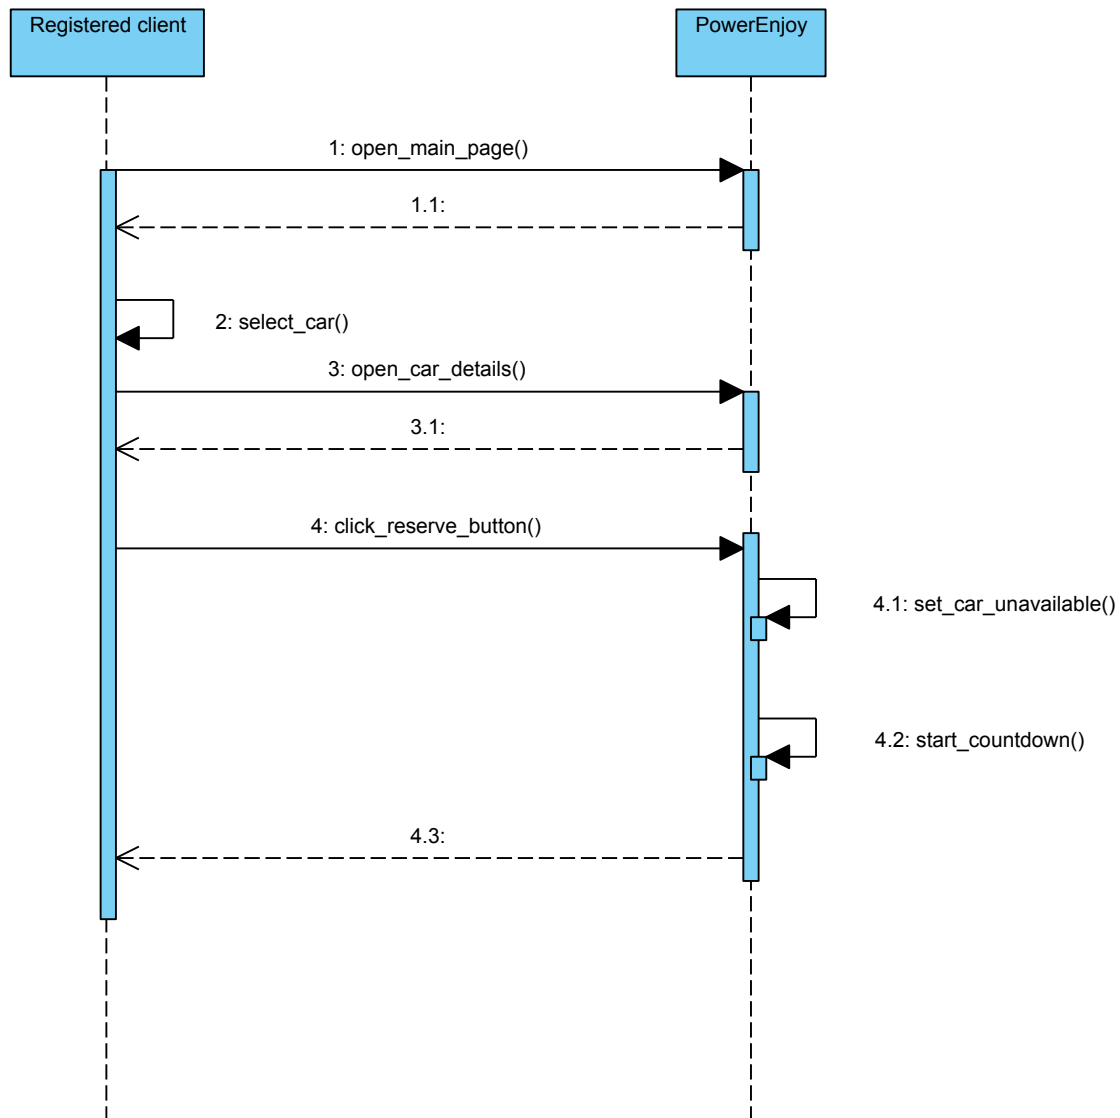 Registered client
PowerEnjoy
1: open_main_page()
1.1:
2: select_car()
3: open_car_details()
3.1:
4: click_reserve_button()
4.1: set_car_unavailable()
4.2: start_countdown()
4.3: